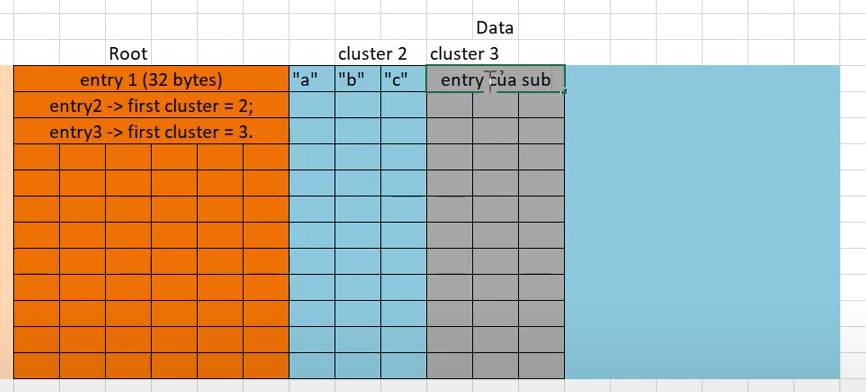 Data
Root cluster 2 cluster 3
entry 1 (32 bytes) "a" "b" "c" entry của sub
entry2 -> first cluster = 2;
entry3 -> first cluster = 3.